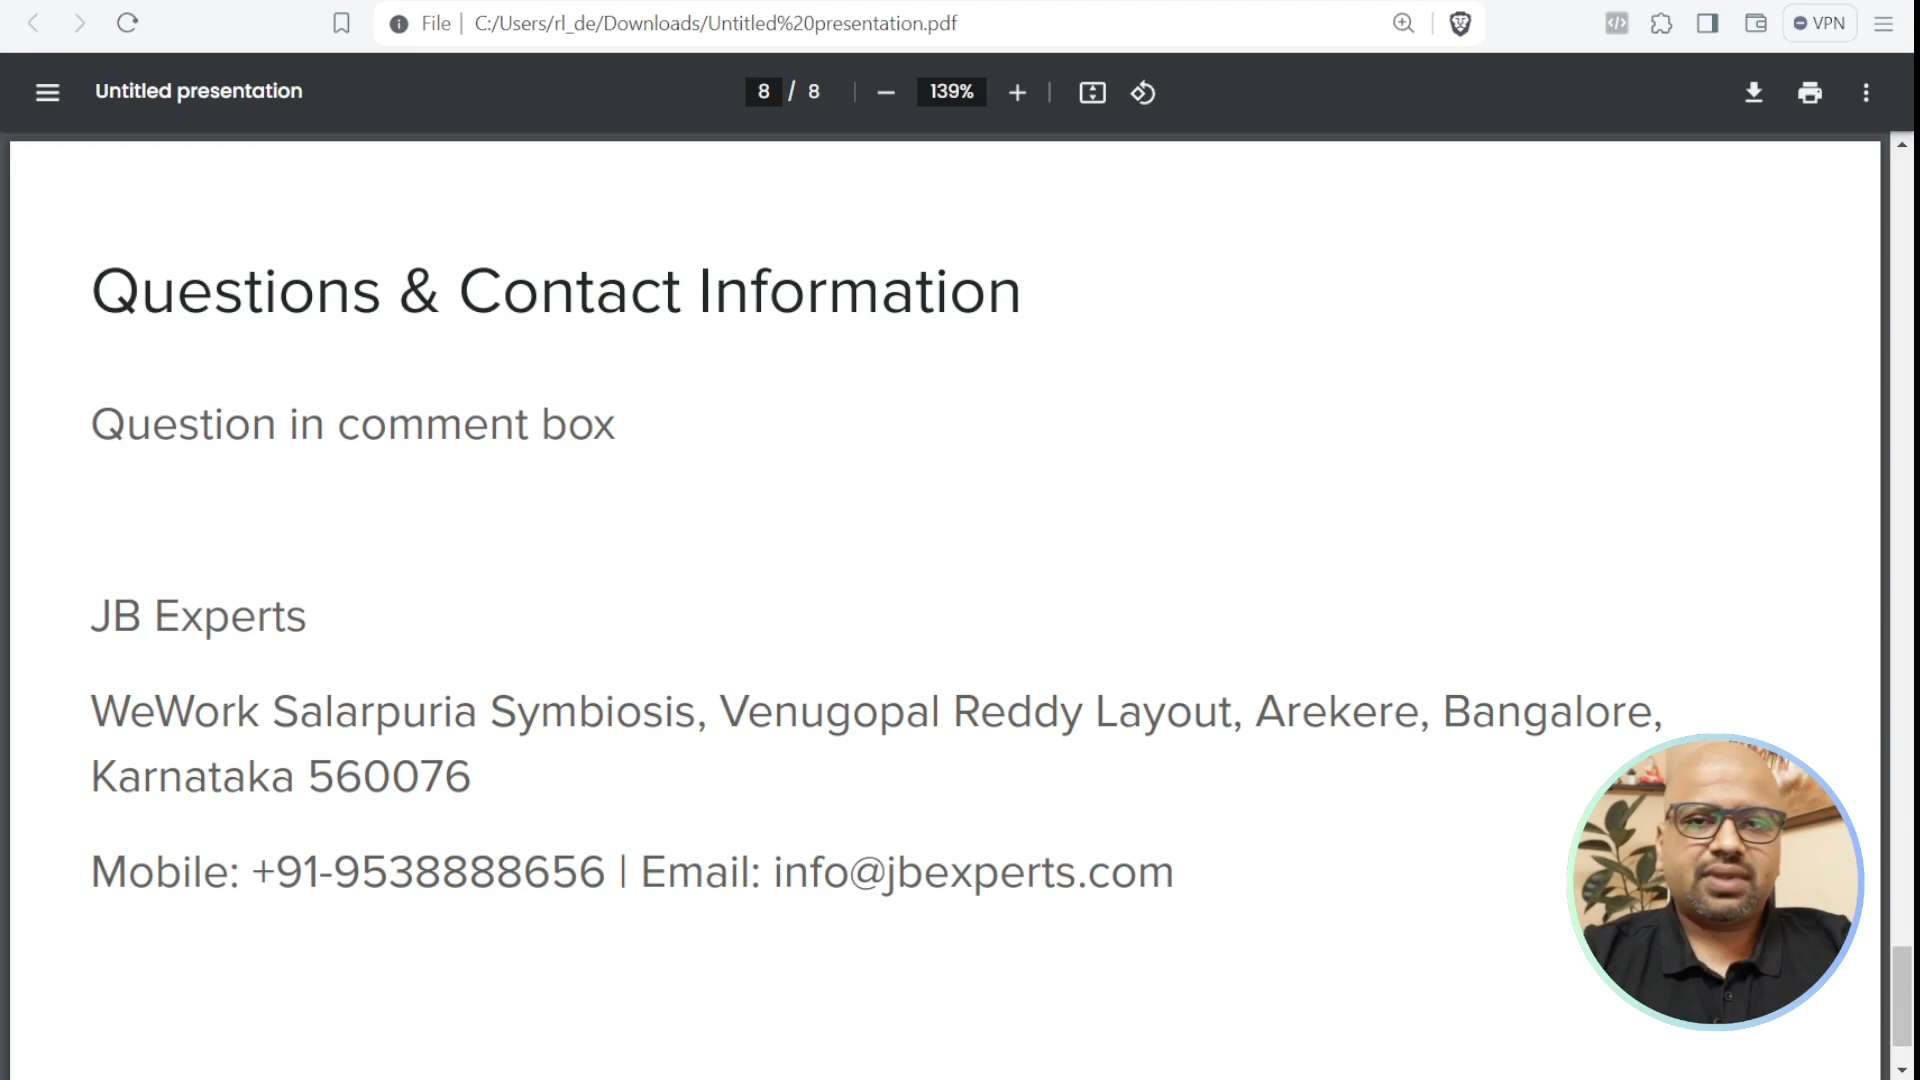 File | C:/Users/rl_de/Downloads/Untitled%20presentation.pdf
VPN
Untitled presentation
8 / 8
139%
Questions & Contact Information
Question in comment box
JB Experts
WeWork Salarpuria Symbiosis, Venugopal Reddy Layout, Arekere, Bangalore,
Karnataka 560076
Mobile: +91-9538888656 | Email: info@jbexperts.com